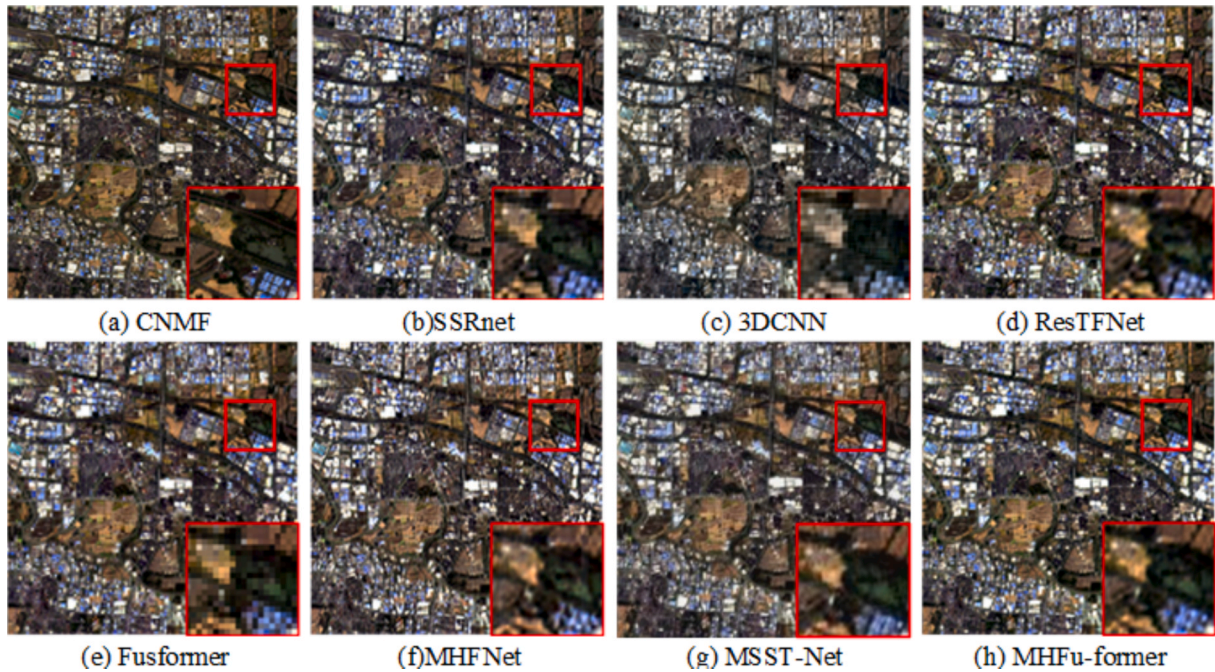 (a) CNMF
(b)SSRnet
(c) 3DCNN
(d) ResTFNet
(e) Fusformer
(f)MHFNet
(g) MSST-Net
(h) MHFu-former